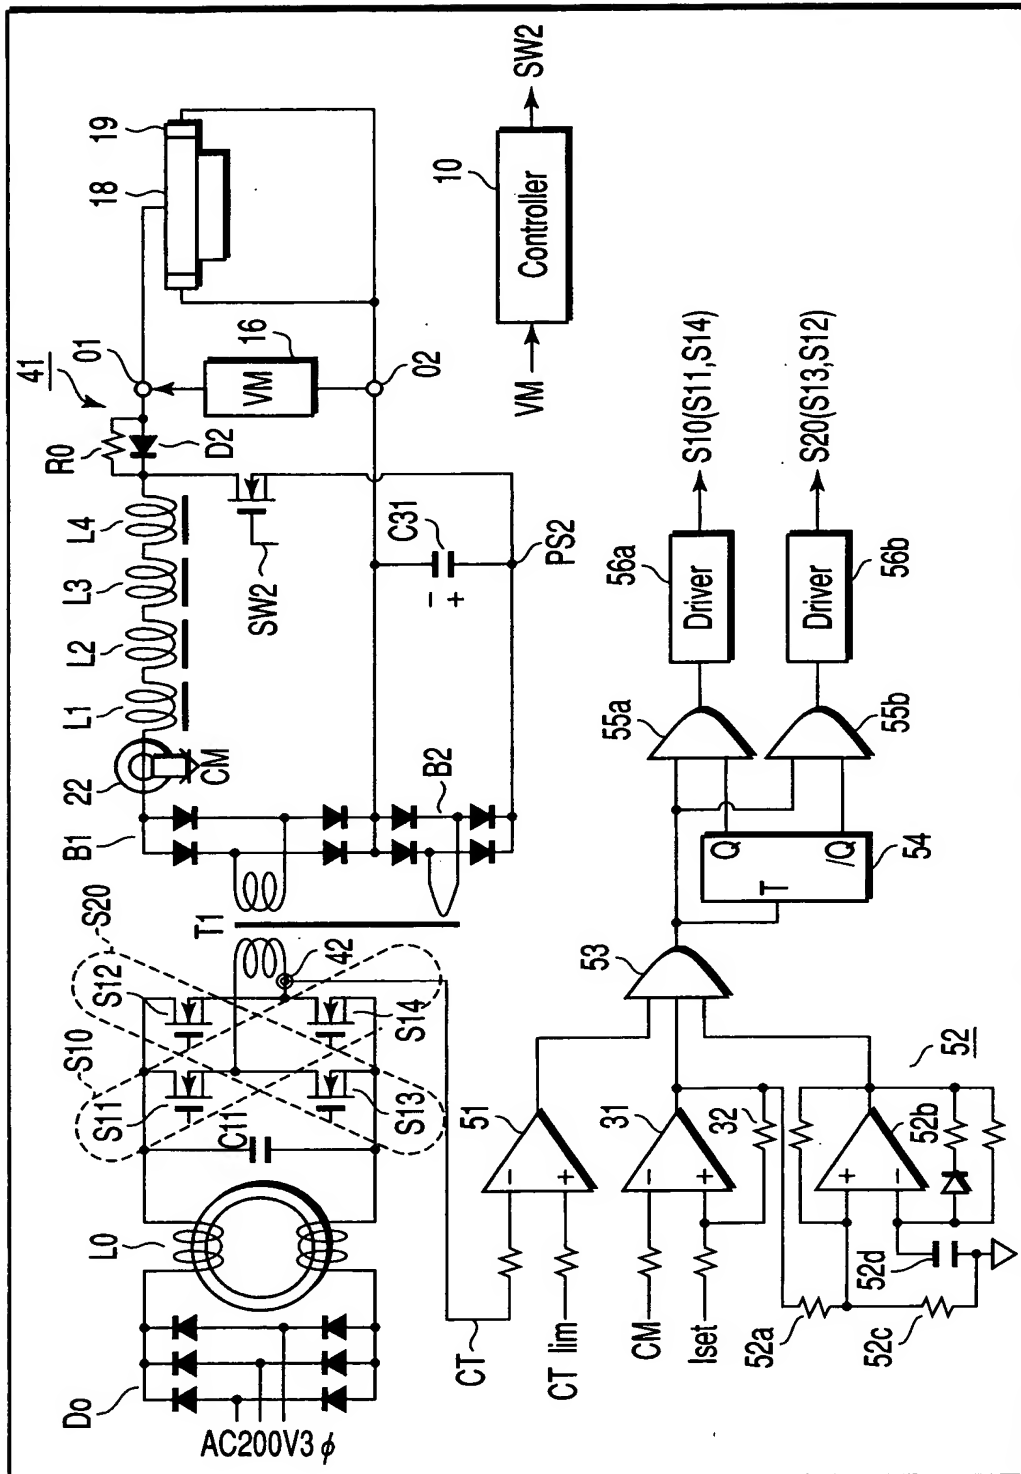 41
01
18
19
R0
D2
16
VM
02
L1
L2
L3
L4
22
CM
B1
SW2
C31
-
+
PS2
B2
T1
S20
S10
S12
S11
S14
S13
42
C11
L0
Do
AC200V3 ϕ
10
VM
Controller
SW2
CT
CT lim
CM
Iset
51
-
+
31
-
+
32
52
+
-
52a
52b
52c
52d
53
54
T
Q
/Q
55a
55b
56a
Driver
S10(S11,S14)
56b
Driver
S20(S13,S12)